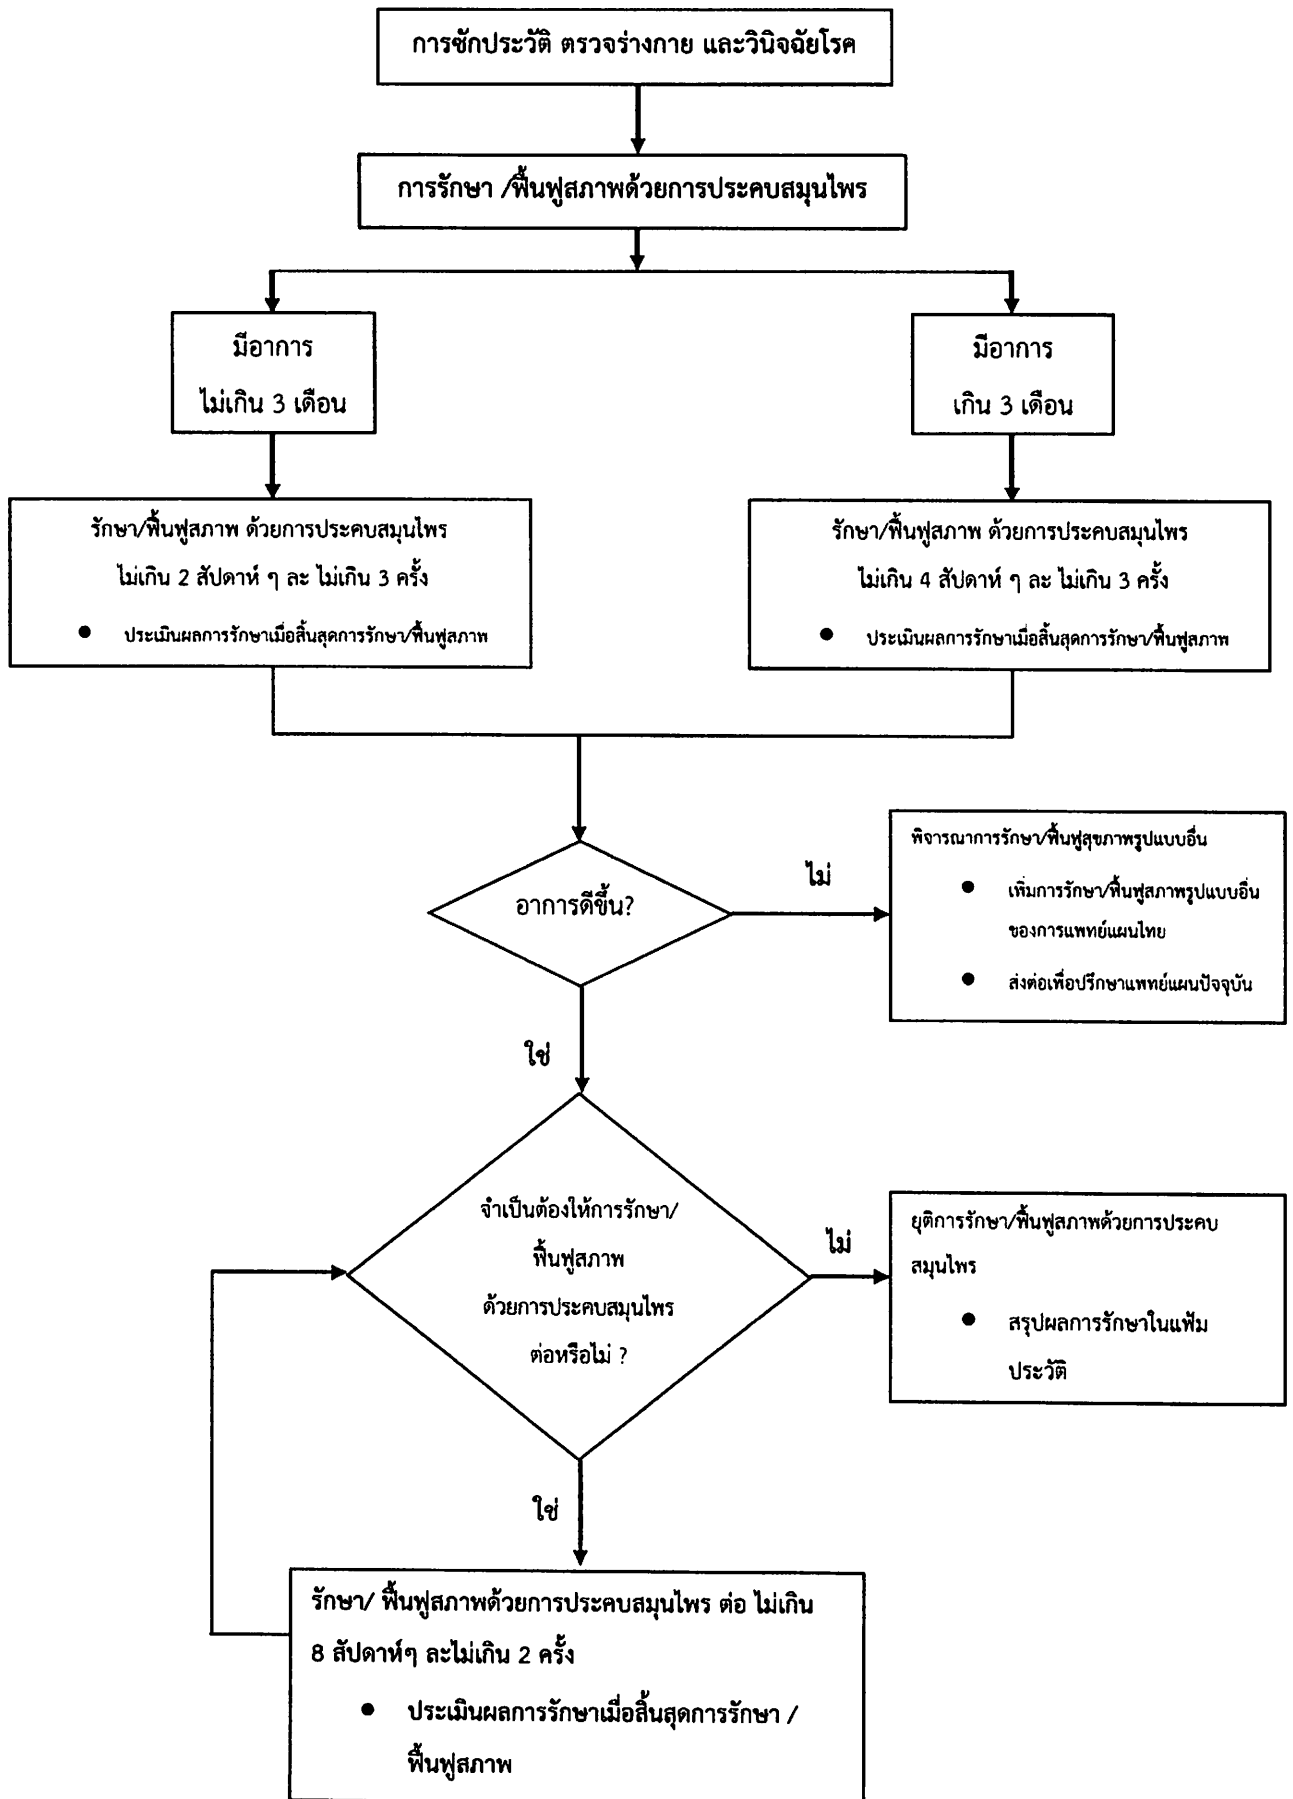 การซักประวัติ ตรวจร่างกาย และวินิจฉัยโรค
การรักษา /ฟื้นฟูสภาพด้วยการประคบสมุนไพร
มีอาการ
ไม่เกิน 3 เดือน
มีอาการ
เกิน 3 เดือน
รักษา/ฟื้นฟูสภาพ ด้วยการประคบสมุนไพร
ไม่เกิน 2 สัปดาห์ ๆ ละ ไม่เกิน 3 ครั้ง
● ประเมินผลการรักษาเมื่อสิ้นสุดการรักษา/ฟื้นฟูสภาพ
รักษา/ฟื้นฟูสภาพ ด้วยการประคบสมุนไพร
ไม่เกิน 4 สัปดาห์ ๆ ละ ไม่เกิน 3 ครั้ง
● ประเมินผลการรักษาเมื่อสิ้นสุดการรักษา/ฟื้นฟูสภาพ
อาการดีขึ้น?
ไม่
พิจารณาการรักษา/ฟื้นฟูสุขภาพรูปแบบอื่น
● เพิ่มการรักษา/ฟื้นฟูสภาพรูปแบบอื่น
ของการแพทย์แผนไทย
● ส่งต่อเพื่อปรึกษาแพทย์แผนปัจจุบัน
ใช่
จำเป็นต้องให้การรักษา/
ฟื้นฟูสภาพ
ด้วยการประคบสมุนไพร
ต่อหรือไม่ ?
ไม่
ยุติการรักษา/ฟื้นฟูสภาพด้วยการประคบ
สมุนไพร
● สรุปผลการรักษาในแฟ้ม
ประวัติ
ใช่
รักษา/ ฟื้นฟูสภาพด้วยการประคบสมุนไพร ต่อ ไม่เกิน
8 สัปดาห์ๆ ละไม่เกิน 2 ครั้ง
● ประเมินผลการรักษาเมื่อสิ้นสุดการรักษา /
ฟื้นฟูสภาพ